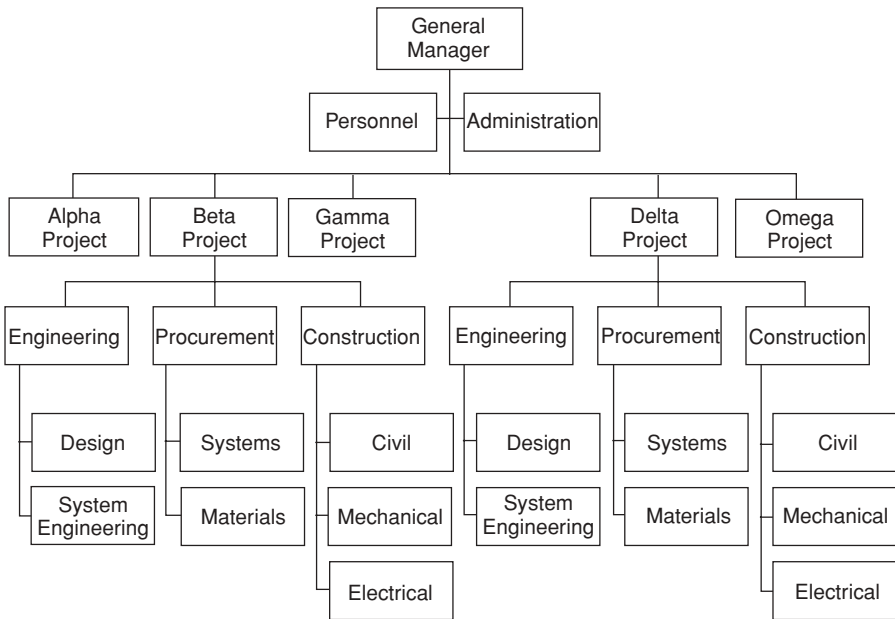 General
Manager
Personnel
Administration
Alpha
Project
Beta
Project
Gamma
Project
Delta
Project
Omega
Project
Engineering
Procurement
Construction
Engineering
Procurement
Construction
Design
Systems
Civil
Design
Systems
Civil
System
Engineering
Materials
Mechanical
System
Engineering
Materials
Mechanical
Electrical
Electrical